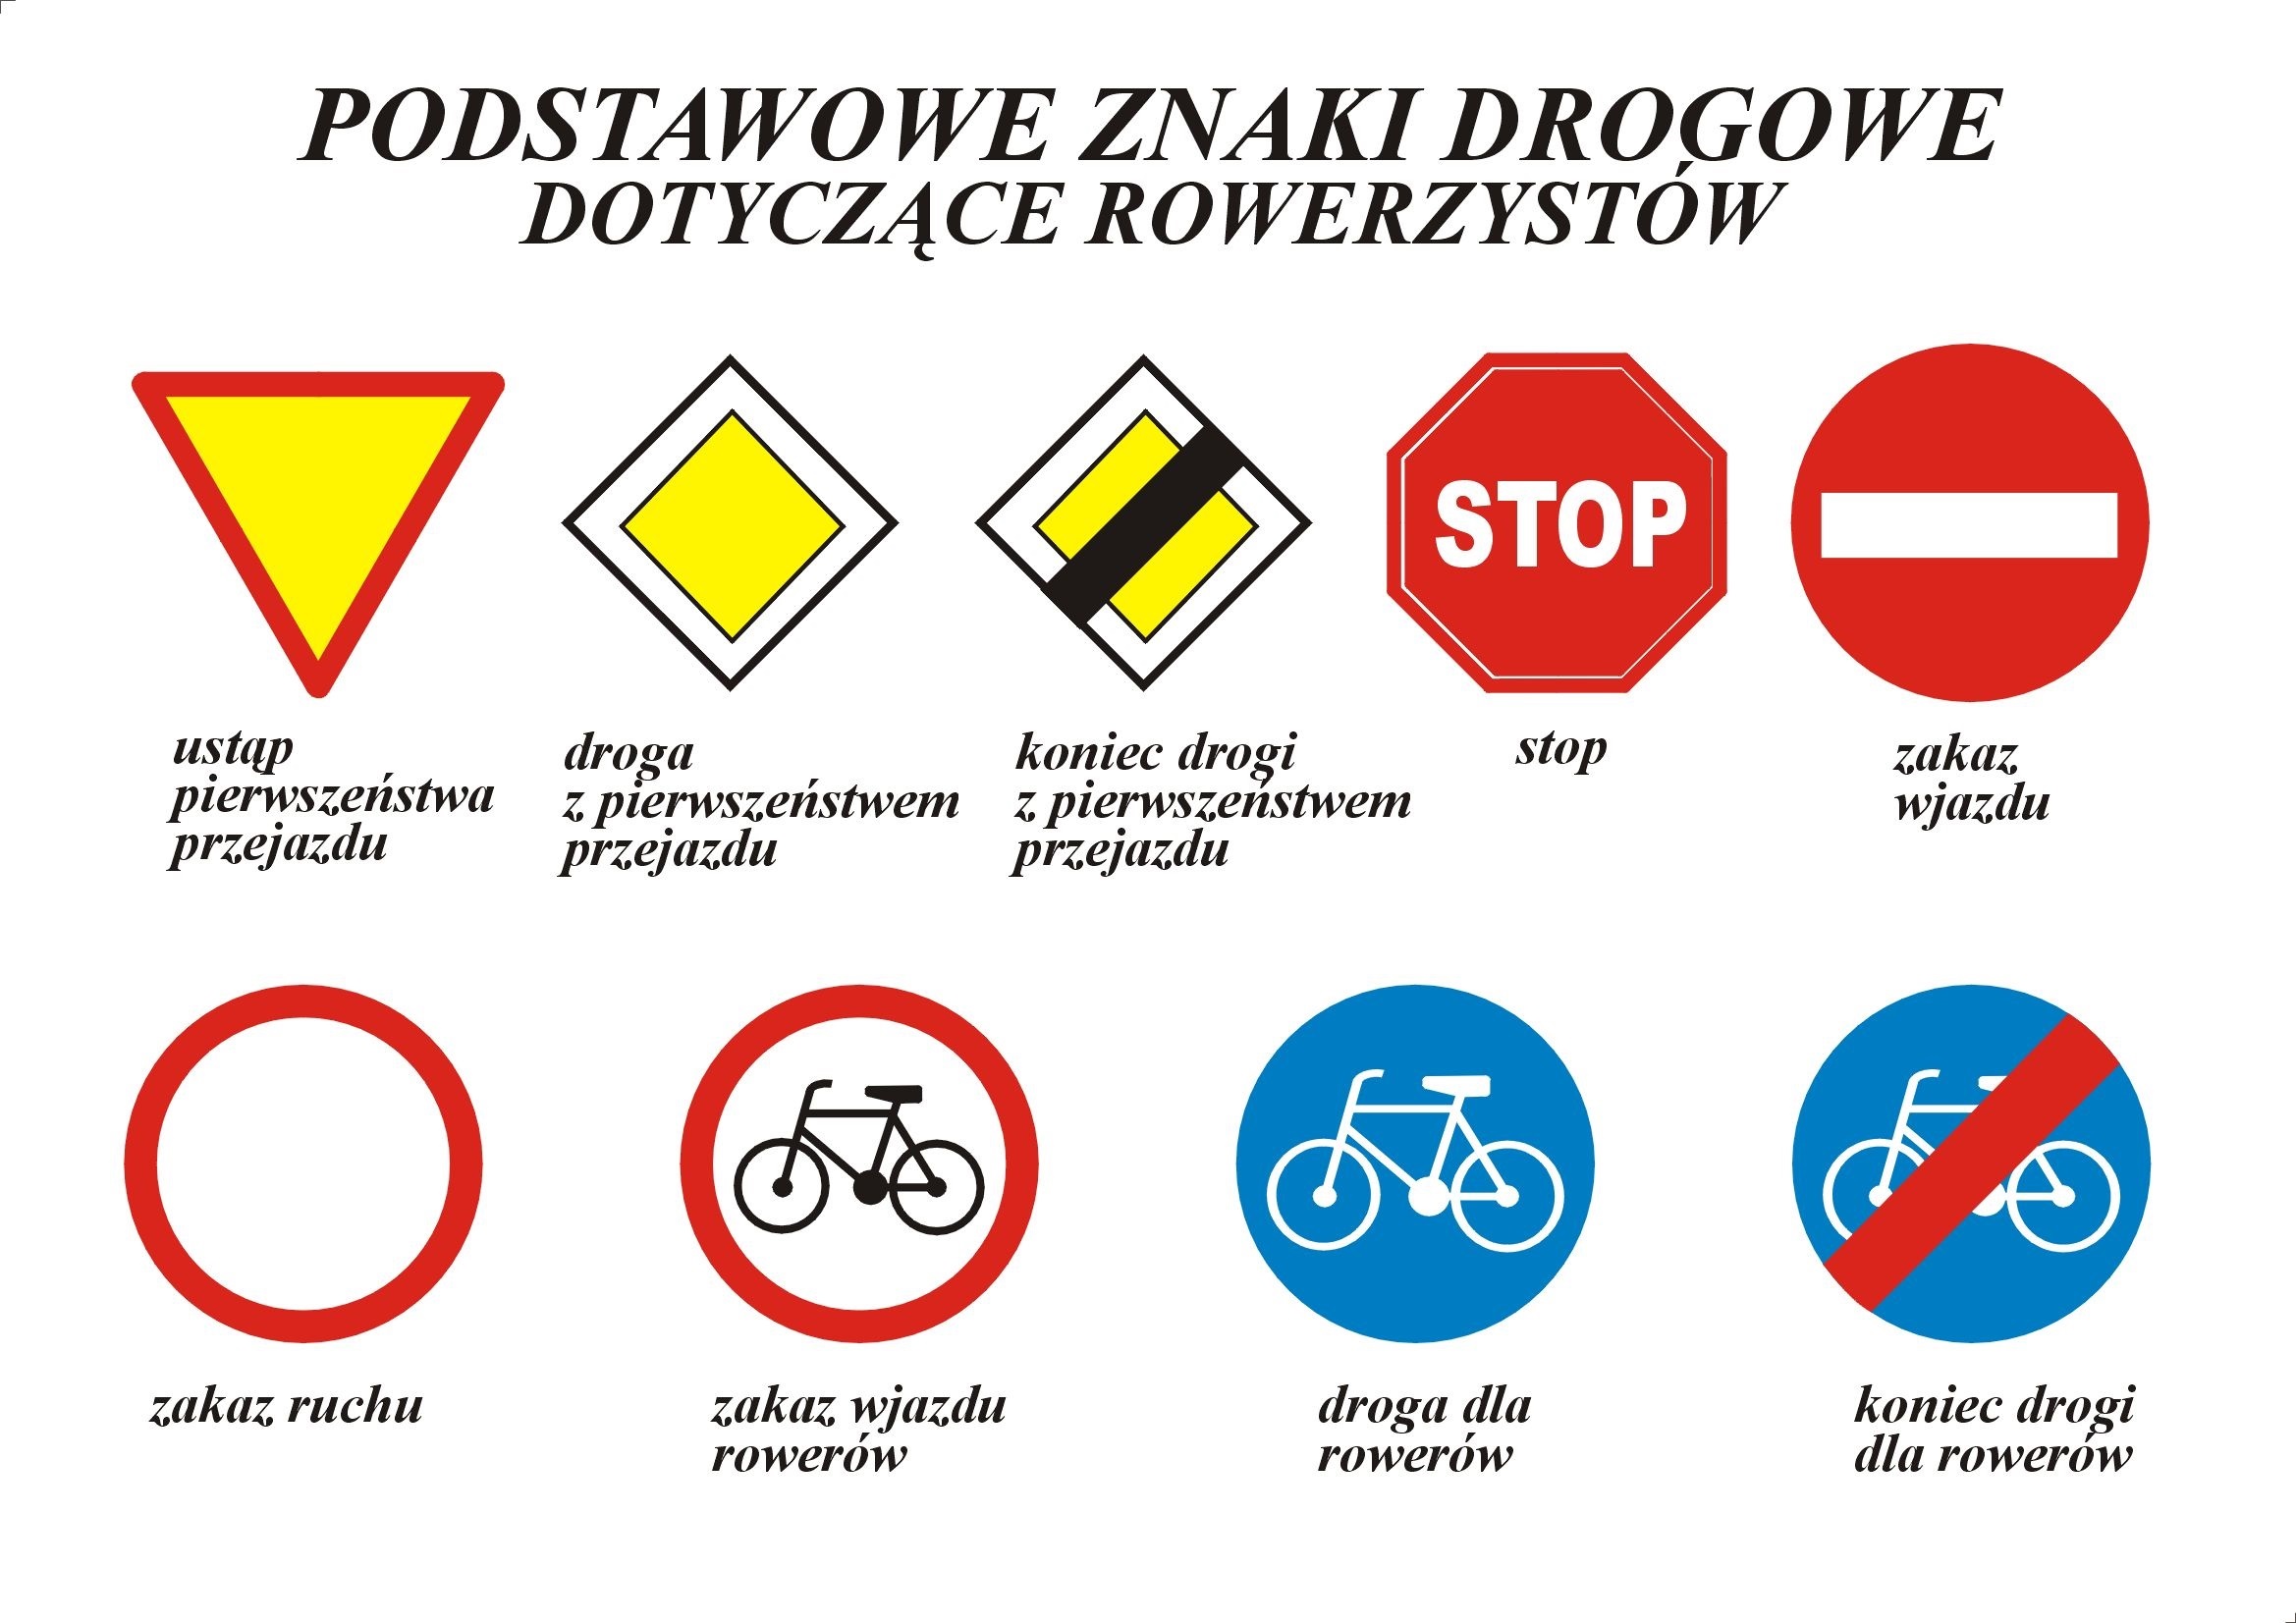 PODSTAWOWE ZNAKI DROGOWE
DOTYCZĄCE ROWERZYSTÓW
STOP
ustąp
pierwszeństwa
przejazdu
droga
z pierwszeństwem
przejazdu
koniec drogi
z pierwszeństwem
przejazdu
stop
zakaz
wjazdu
zakaz ruchu
zakaz wjazdu
rowerów
droga dla
rowerów
koniec drogi
dla rowerów